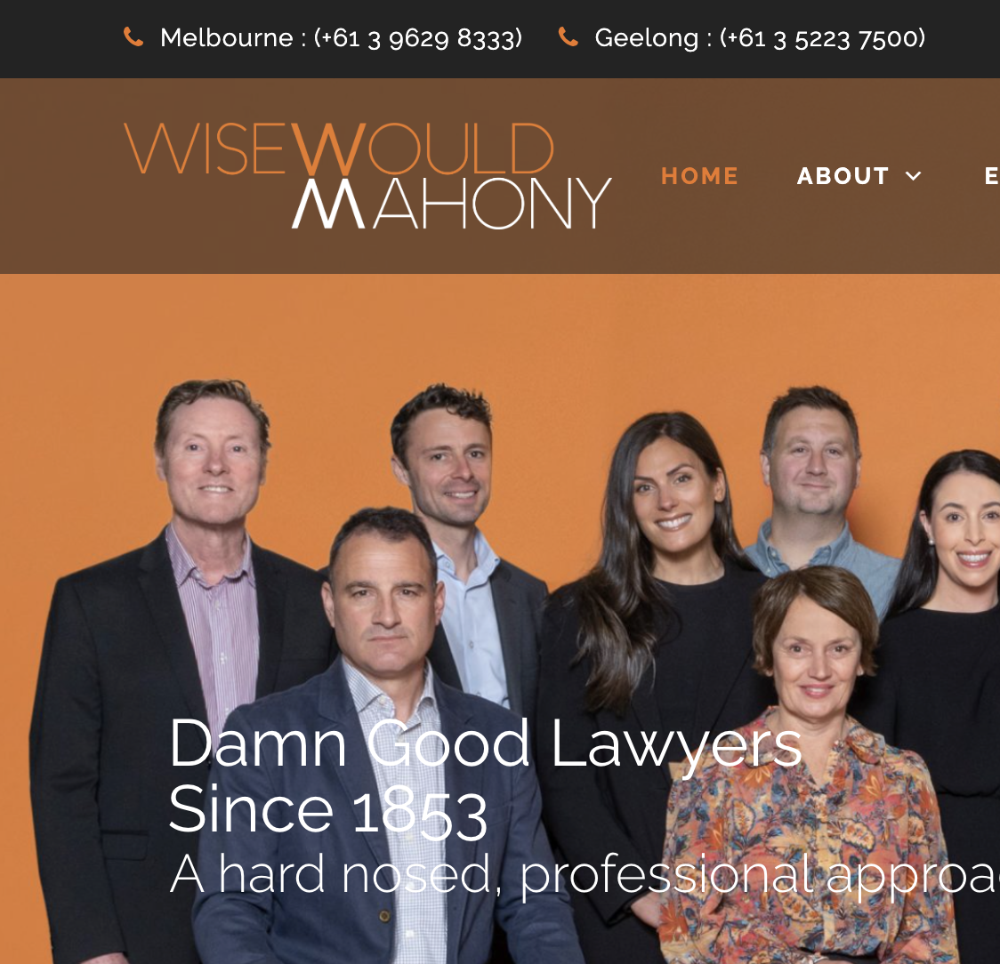 Melbourne : (+61 3 9629 8333) Geelong : (+61 3 5223 7500)
WISEWOULD
MAHONY
HOME ABOUT E
Damn Good Lawyers
Since 1853
A hard nosed, professional approa